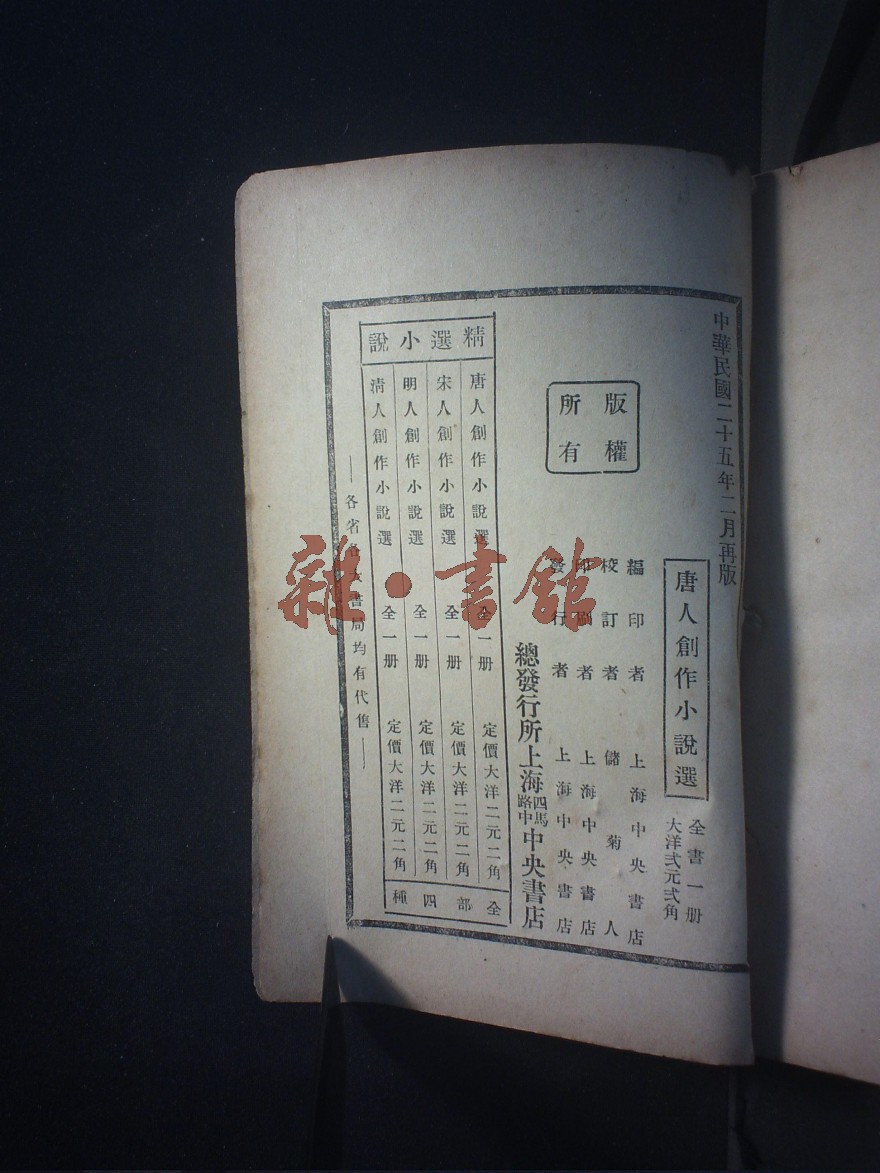 中華民國二十五年二月再版
唐人創作小說選
全書一册
大洋弍元弍角
版權
所有
編印者 上海中央書店
校訂者 儲菊人
印刷者 上海中央書店
發行者 上海中央書店
總發行所上海四馬路中中央書店
精選小說
唐人創作小說選 全一册 定價大洋二元二角
宋人創作小說選 全一册 定價大洋二元二角
明人創作小說選 全一册 定價大洋二元二角
清人創作小說選 全一册 定價大洋二元二角
全部四種
各省各大書局均有代售
雜·書館